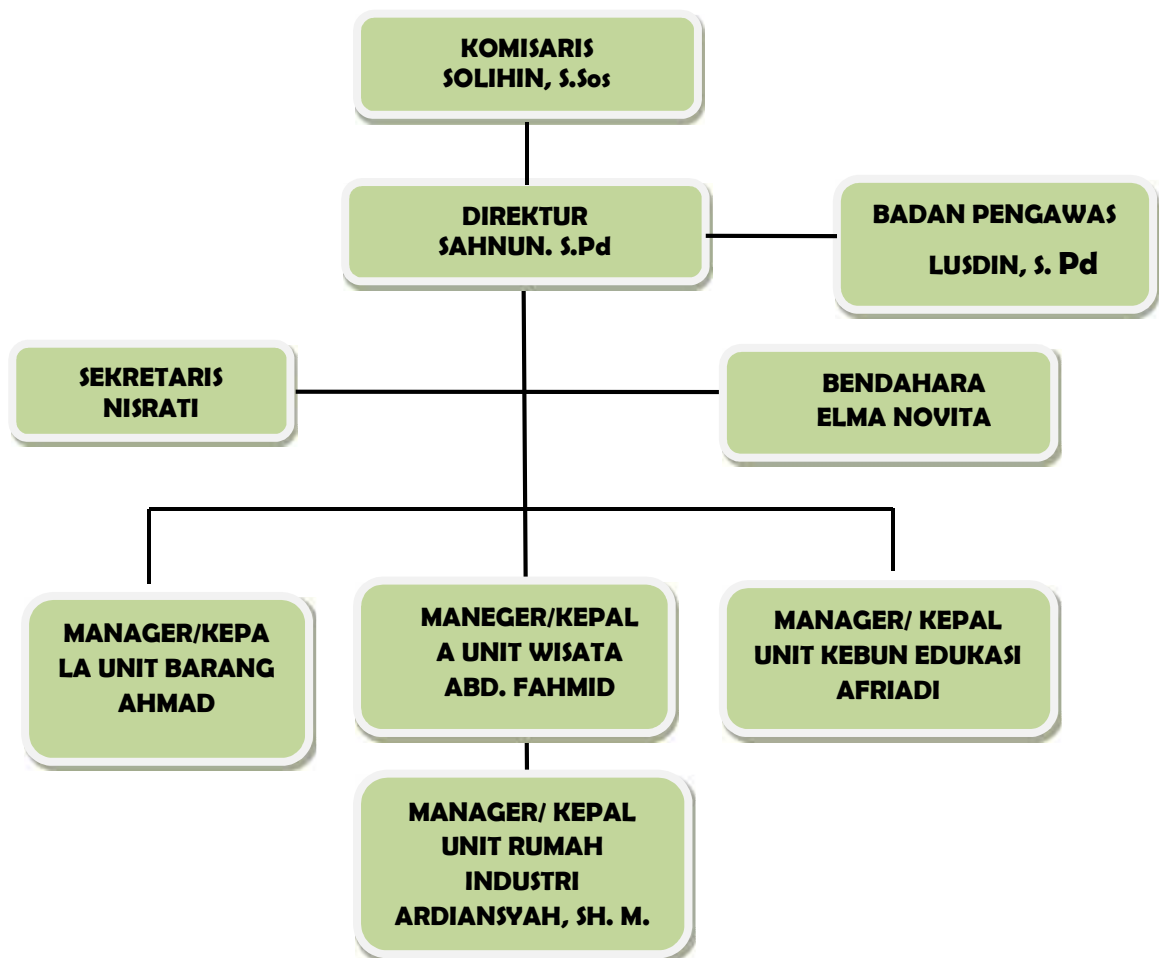 KOMISARIS
SOLIHIN, S.Sos
DIREKTUR
SAHNUN. S.Pd
BADAN PENGAWAS
LUSDIN, S. Pd
SEKRETARIS
NISRATI
BENDAHARA
ELMA NOVITA
MANAGER/KEPA
LA UNIT BARANG
AHMAD
MANEGER/KEPAL
A UNIT WISATA
ABD. FAHMID
MANAGER/ KEPAL
UNIT KEBUN EDUKASI
AFRIADI
MANAGER/ KEPAL
UNIT RUMAH
INDUSTRI
ARDIANSYAH, SH. M.